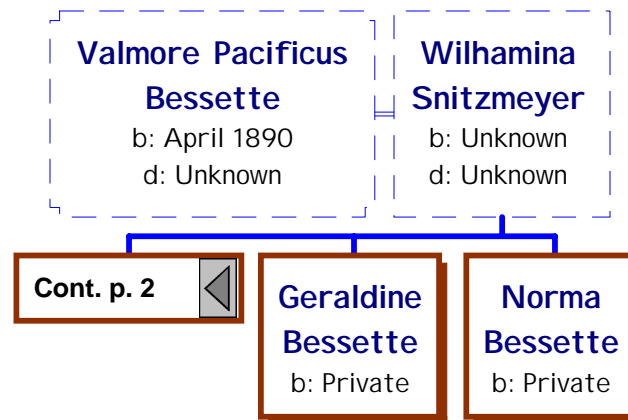 Valmore Pacificus
Bessette
b: April 1890
d: Unknown
Wilhamina
Snitzmeyer
b: Unknown
d: Unknown
Cont. p. 2
Geraldine
Bessette
b: Private
Norma
Bessette
b: Private